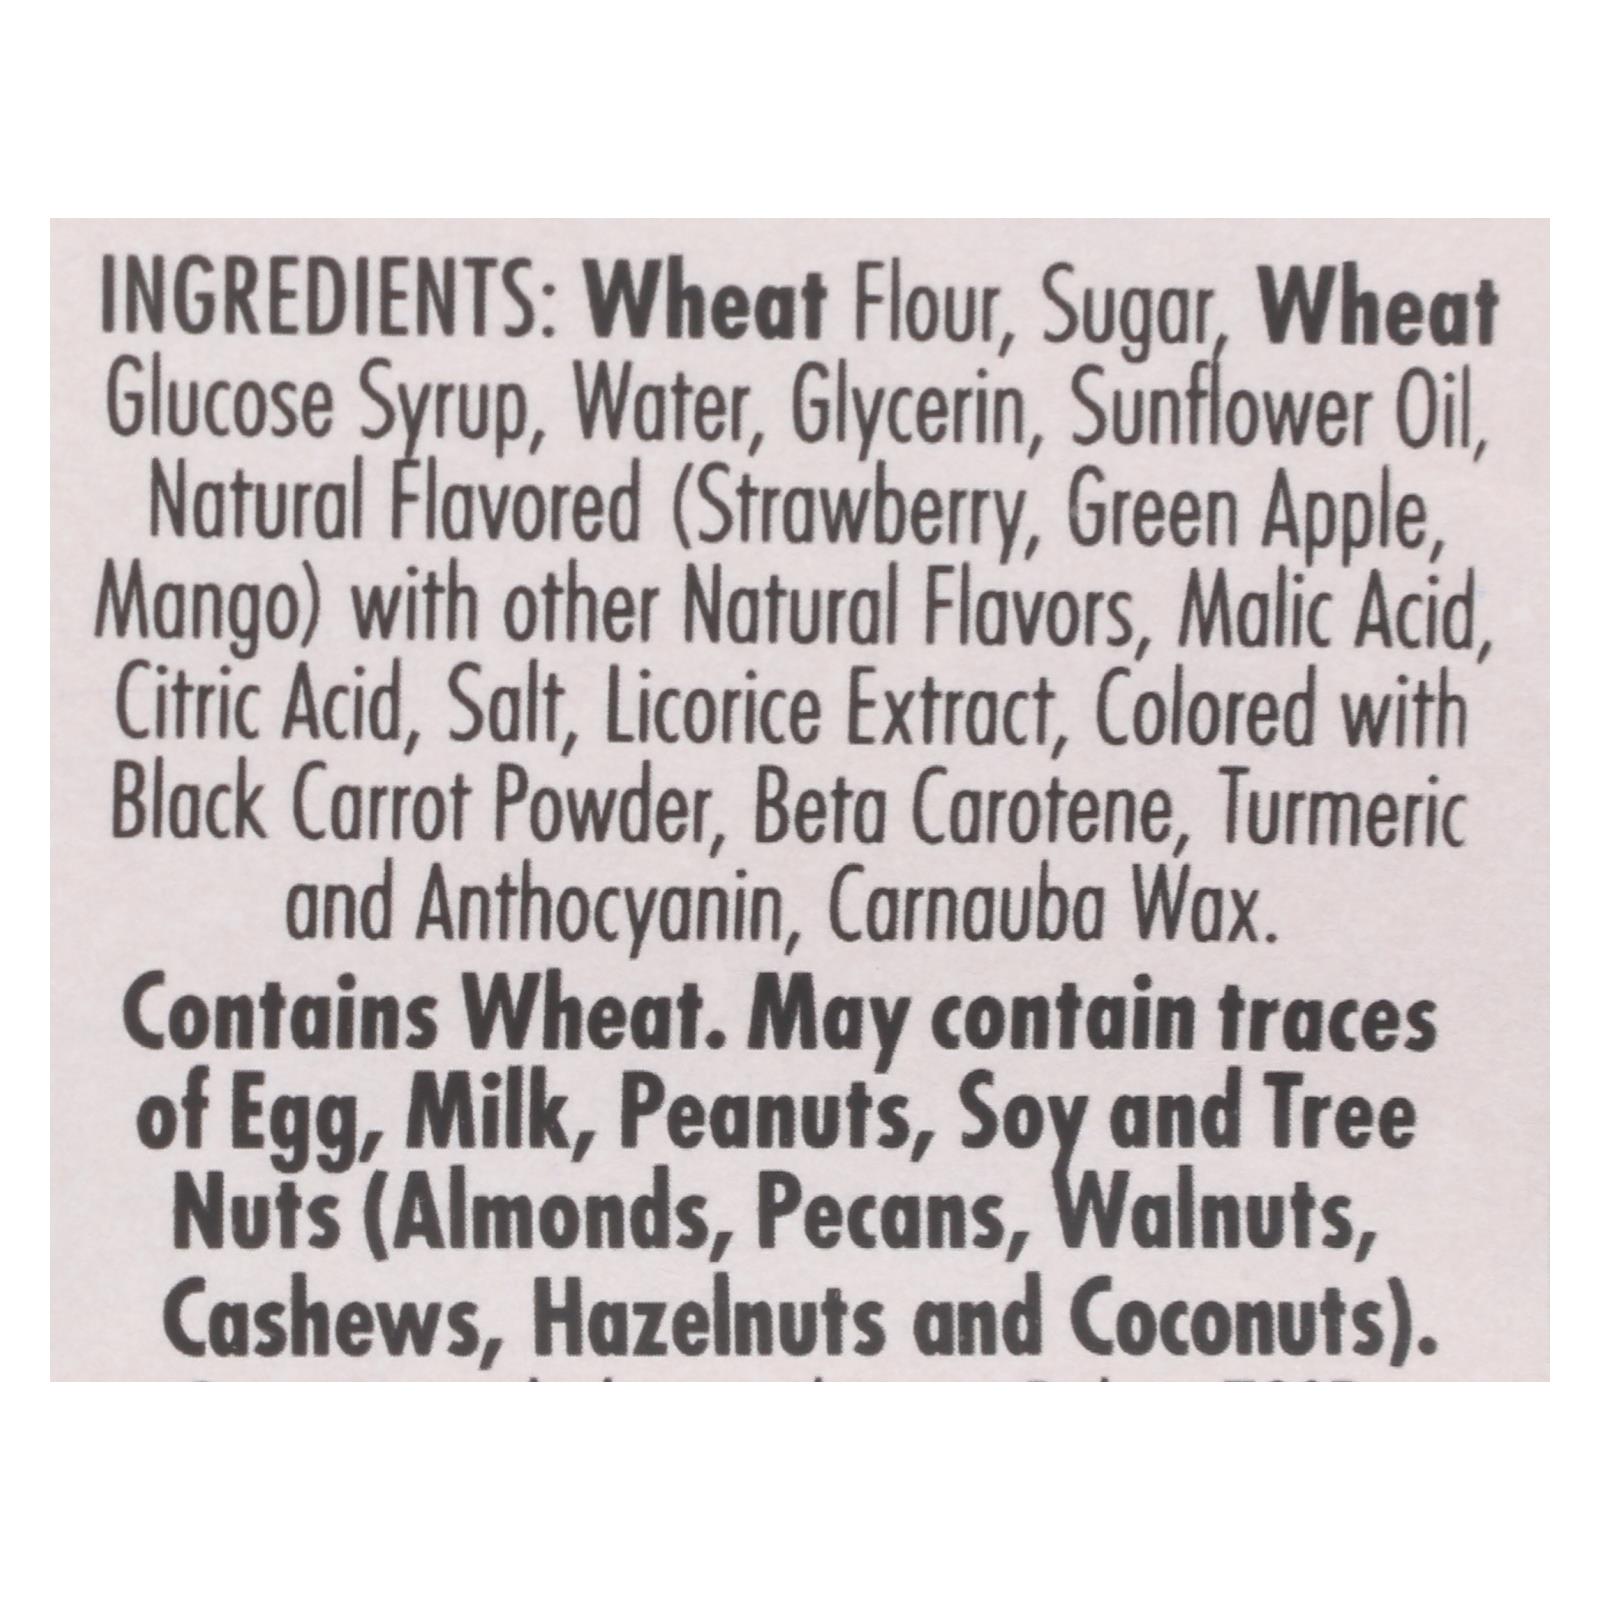 INGREDIENTS: Wheat Flour, Sugar, Wheat
Glucose Syrup, Water, Glycerin, Sunflower Oil,
Natural Flavored (Strawberry, Green Apple,
Mango) with other Natural Flavors, Malic Acid,
Citric Acid, Salt, Licorice Extract, Colored with
Black Carrot Powder, Beta Carotene, Turmeric
and Anthocyanin, Carnauba Wax.
Contains Wheat. May contain traces
of Egg, Milk, Peanuts, Soy and Tree
Nuts (Almonds, Pecans, Walnuts,
Cashews, Hazelnuts and Coconuts).